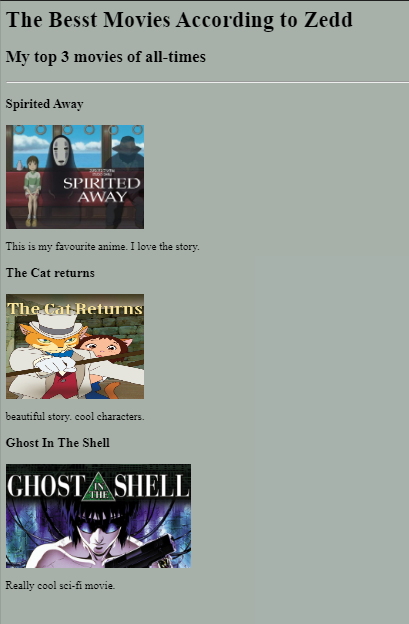 The Besst Movies According to Zedd
My top 3 movies of all-times
Spirited Away
SPIRITED
AWAY
This is my favourite anime. I love the story.
The Cat returns
The Cat Returns
beautiful story. cool characters.
Ghost In The Shell
GHOST IN THE SHELL
Really cool sci-fi movie.